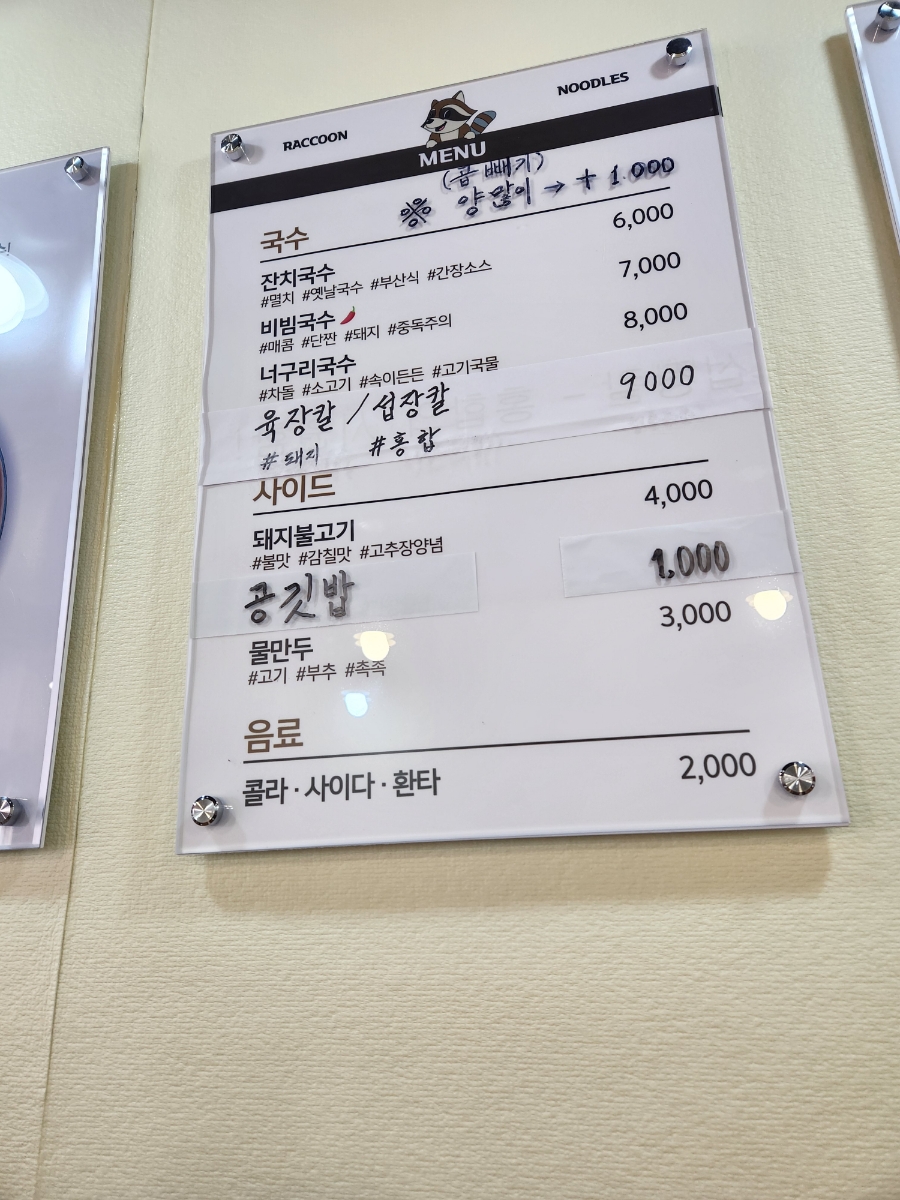 RACCOON NOODLES
MENU
(곱빼기)
※ 양많이 → + 1.000
국수
잔치국수 6,000
#멸치 #옛날국수 #부산식 #간장소스
비빔국수 7,000
#매콤 #단짠 #돼지 #중독주의
너구리국수 8,000
#차돌 #소고기 #속이든든 #고기국물
육장칼 / 섭장칼 9000
#돼지 #홍합
사이드
돼지불고기 4,000
#불맛 #감칠맛 #고추장양념
공깃밥 1,000
물만두 3,000
#고기 #부추 #촉촉
음료
콜라 · 사이다 · 환타 2,000